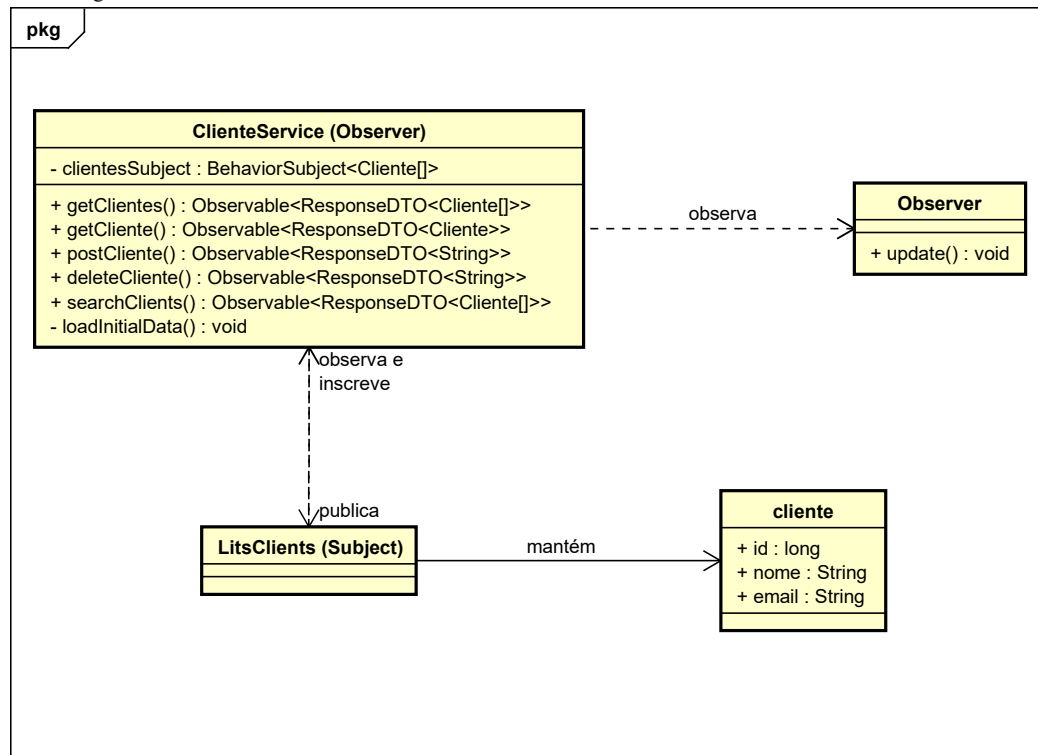 pkg
ClienteService (Observer)
- clientesSubject : BehaviorSubject<Cliente[]>
+ getClientes() : Observable<ResponseDTO<Cliente[]>>
+ getCliente() : Observable<ResponseDTO<Cliente>>
+ postCliente() : Observable<ResponseDTO<String>>
+ deleteCliente() : Observable<ResponseDTO<String>>
+ searchClients() : Observable<ResponseDTO<Cliente[]>>
- loadInitialData() : void
observa
Observer
+ update() : void
observa e
inscreve
publica
LitsClients (Subject)
mantém
cliente
+ id : long
+ nome : String
+ email : String